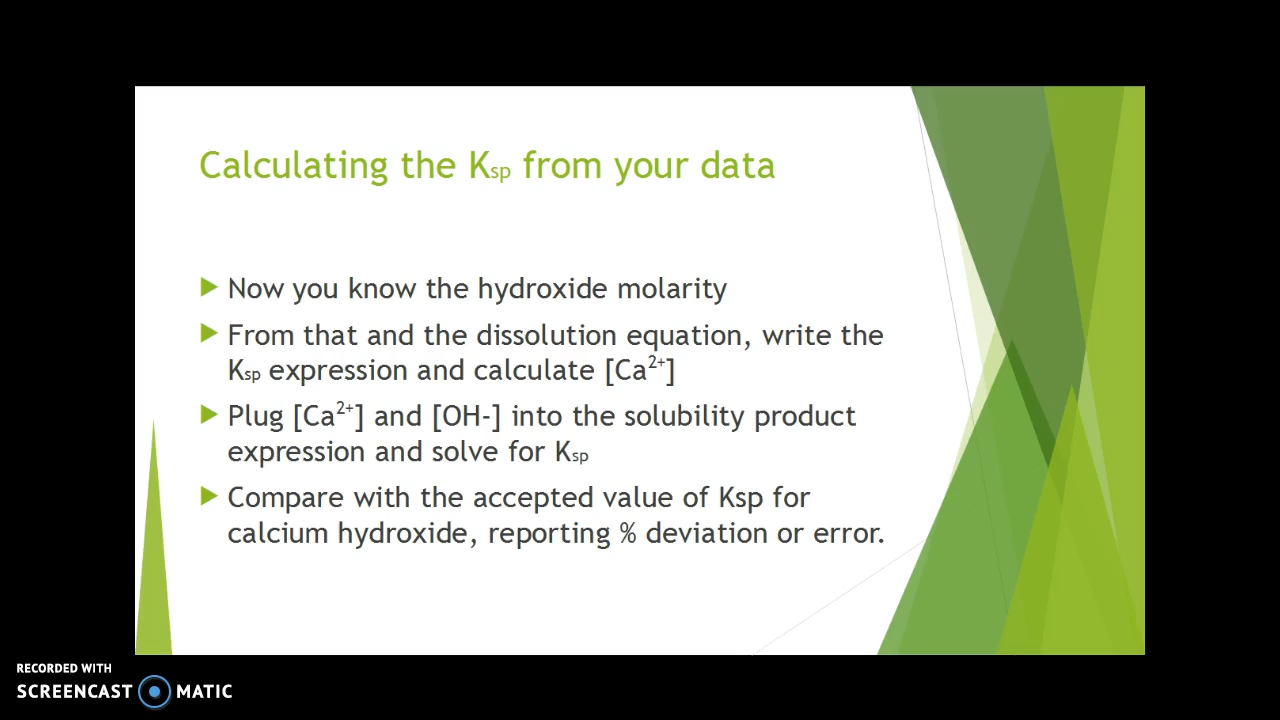 Calculating the Ksp from your data
Now you know the hydroxide molarity
From that and the dissolution equation, write the
Ksp expression and calculate [Ca2+]
Plug [Ca2+] and [OH-] into the solubility product
expression and solve for Ksp
Compare with the accepted value of Ksp for
calcium hydroxide, reporting % deviation or error.
RECORDED WITH
SCREENCAST MATIC